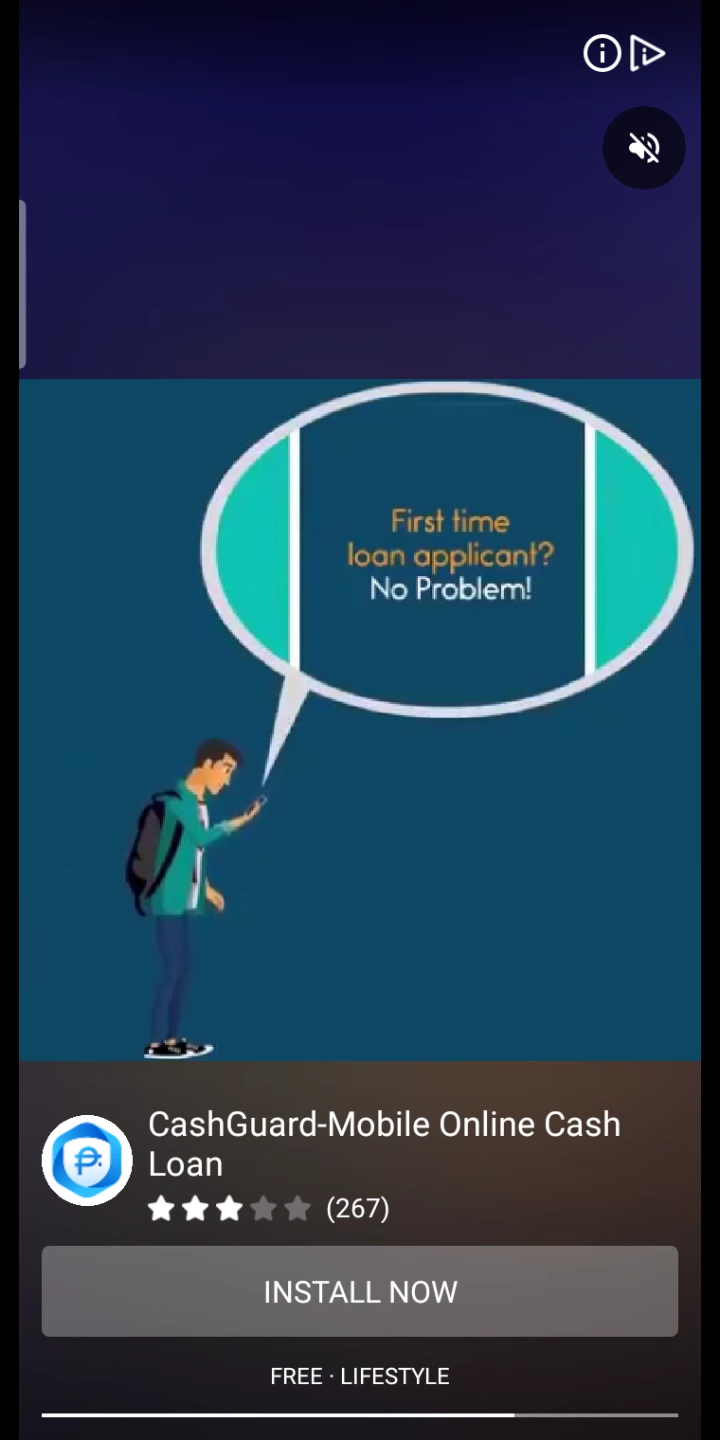 First time
loan applicant?
No Problem!
CashGuard-Mobile Online Cash
Loan
(267)
INSTALL NOW
FREE · LIFESTYLE